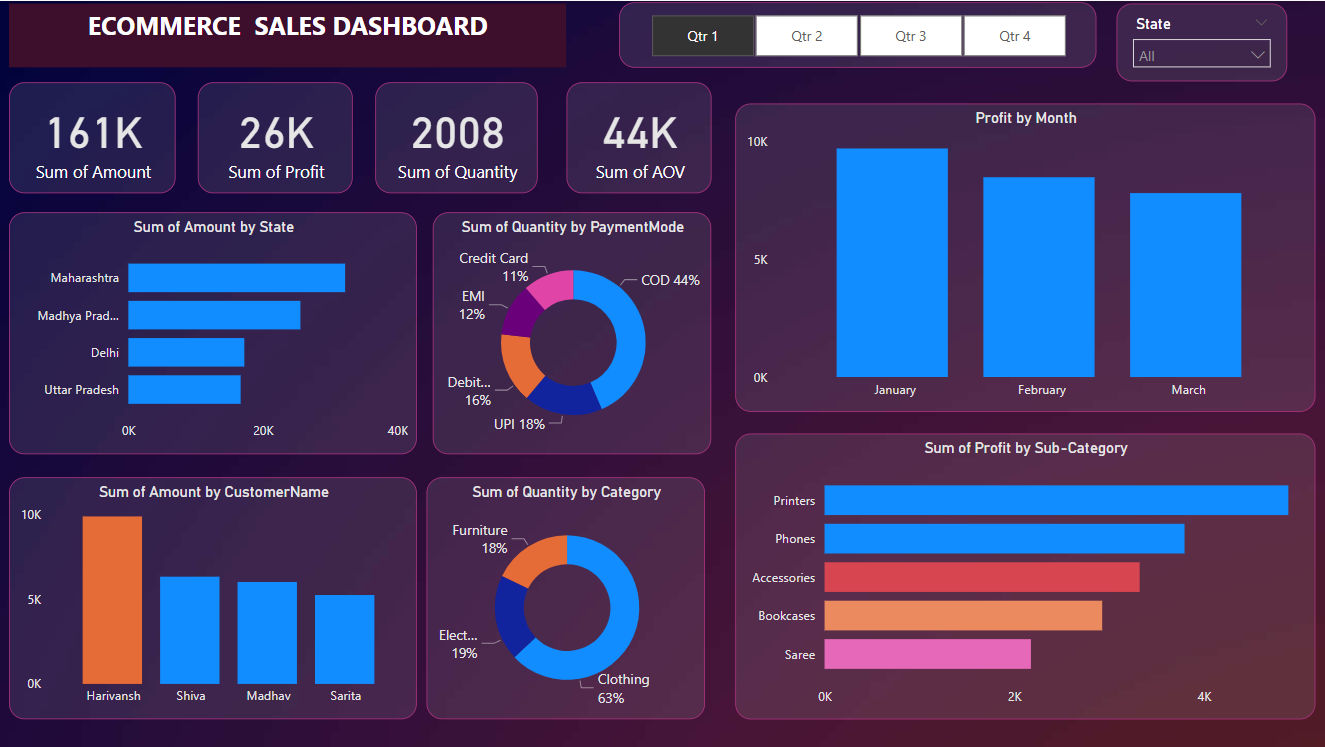 ECOMMERCE SALES DASHBOARD
Qtr 1
Qtr 2
Qtr 3
Qtr 4
State
All
161K
Sum of Amount
26K
Sum of Profit
2008
Sum of Quantity
44K
Sum of AOV
Sum of Amount by State
Maharashtra
Madhya Prad...
Delhi
Uttar Pradesh
0K
20K
40K
Sum of Quantity by PaymentMode
Credit Card
11%
COD 44%
EMI
12%
Debit...
16%
UPI 18%
Profit by Month
10K
5K
0K
January
February
March
Sum of Amount by CustomerName
10K
5K
0K
Harivansh
Shiva
Madhav
Sarita
Sum of Quantity by Category
Furniture
18%
Elect...
19%
Clothing
63%
Sum of Profit by Sub-Category
Printers
Phones
Accessories
Bookcases
Saree
0K
2K
4K